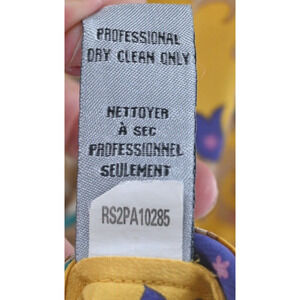 PROFESSIONAL
DRY CLEAN ONLY
NETTOYER
À SEC
PROFESSIONNEL
SEULEMENT
RS2PA10285